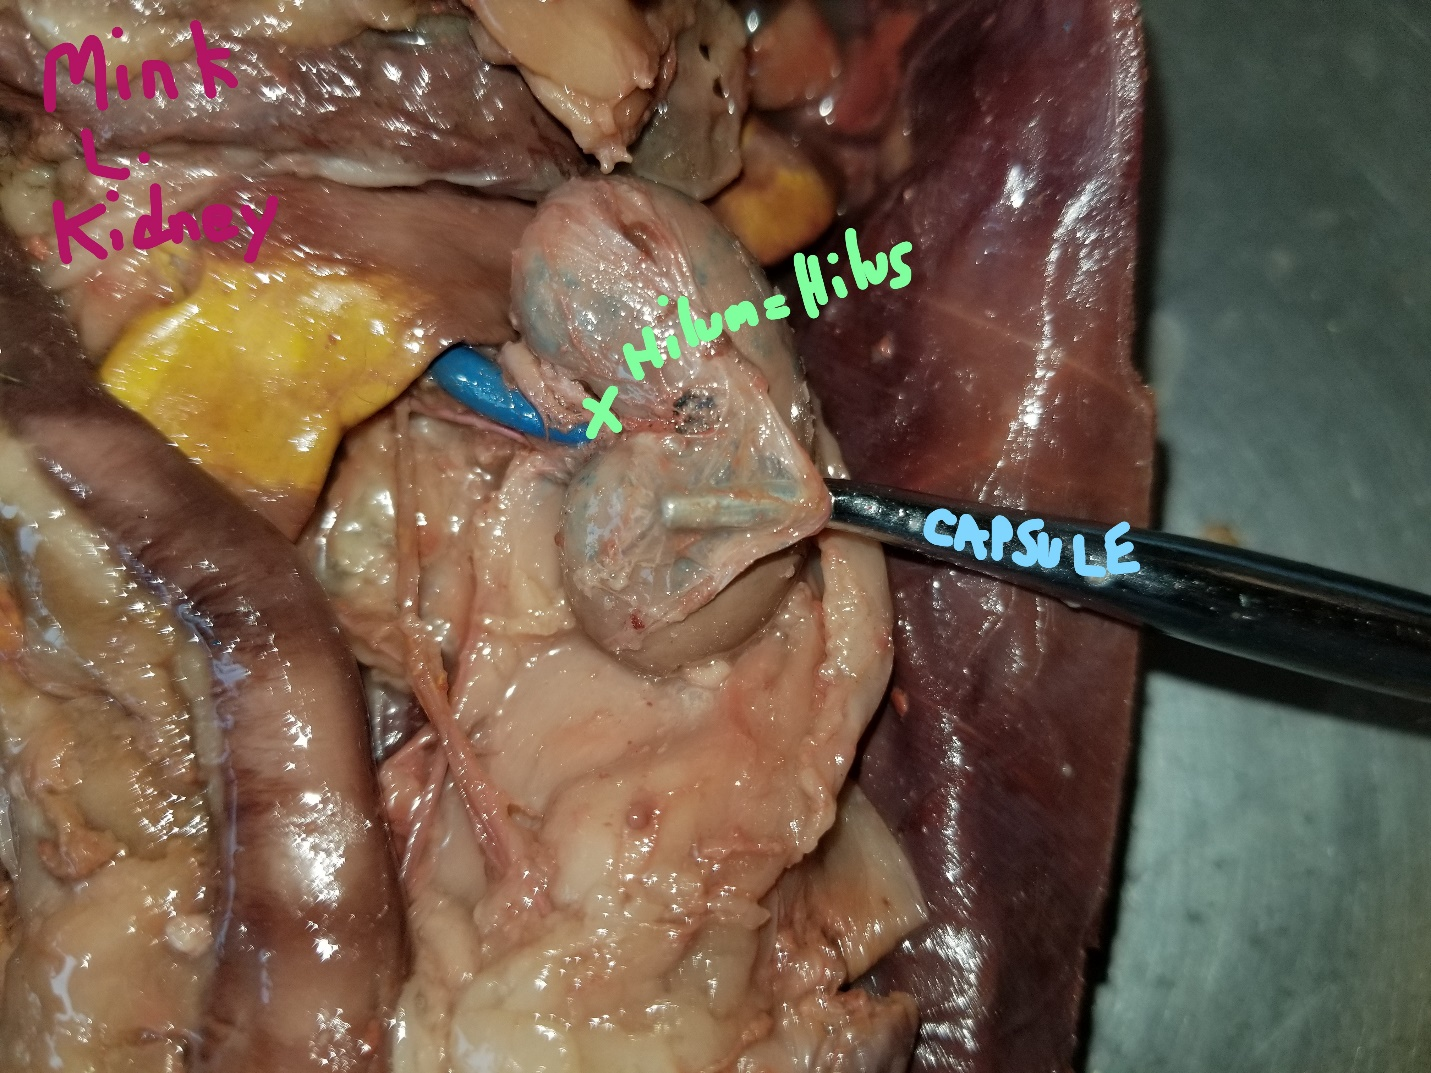 Mink
L.
Kidney
Hilum = Hilus
X
CAPSULE